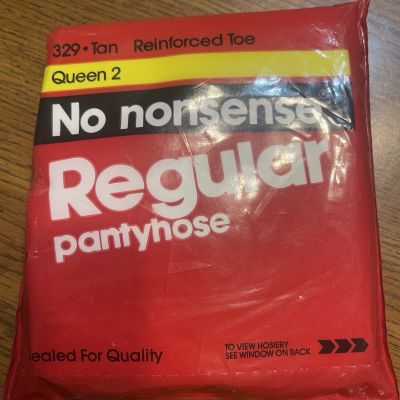 329 • Tan Reinforced Toe
Queen 2
No nonsense
Regular
pantyhose
TO VIEW HOSIERY
SEE WINDOW ON BACK
ealed For Quality